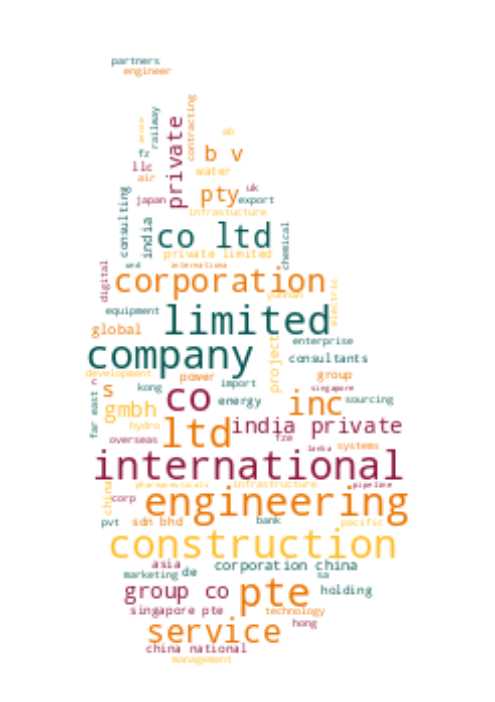 partners
engineer
private
contracting
railway
ab
fz
b v
llc
water
air
consulting
pty
uk
japan
export
infrastucture
india
co ltd
chemical
private limited
digital
corporation
yunnan
electric
equipment
limited
global
enterprise
company
project
consultants
development
power
group
c
s
kong
import
singapore
far east
gmbh
co
energy
inc
sourcing
hydro
ltd
india private
overseas
fze
lanka
systems
international
china
pharmaceuticals
infrastructure
pipeline
corp
engineering
pvt
sdn bhd
bank
pacific
construction
asia
corporation china
marketing
de
sa
group co
pte
holding
singapore pte
technology
service
hong
china national
management